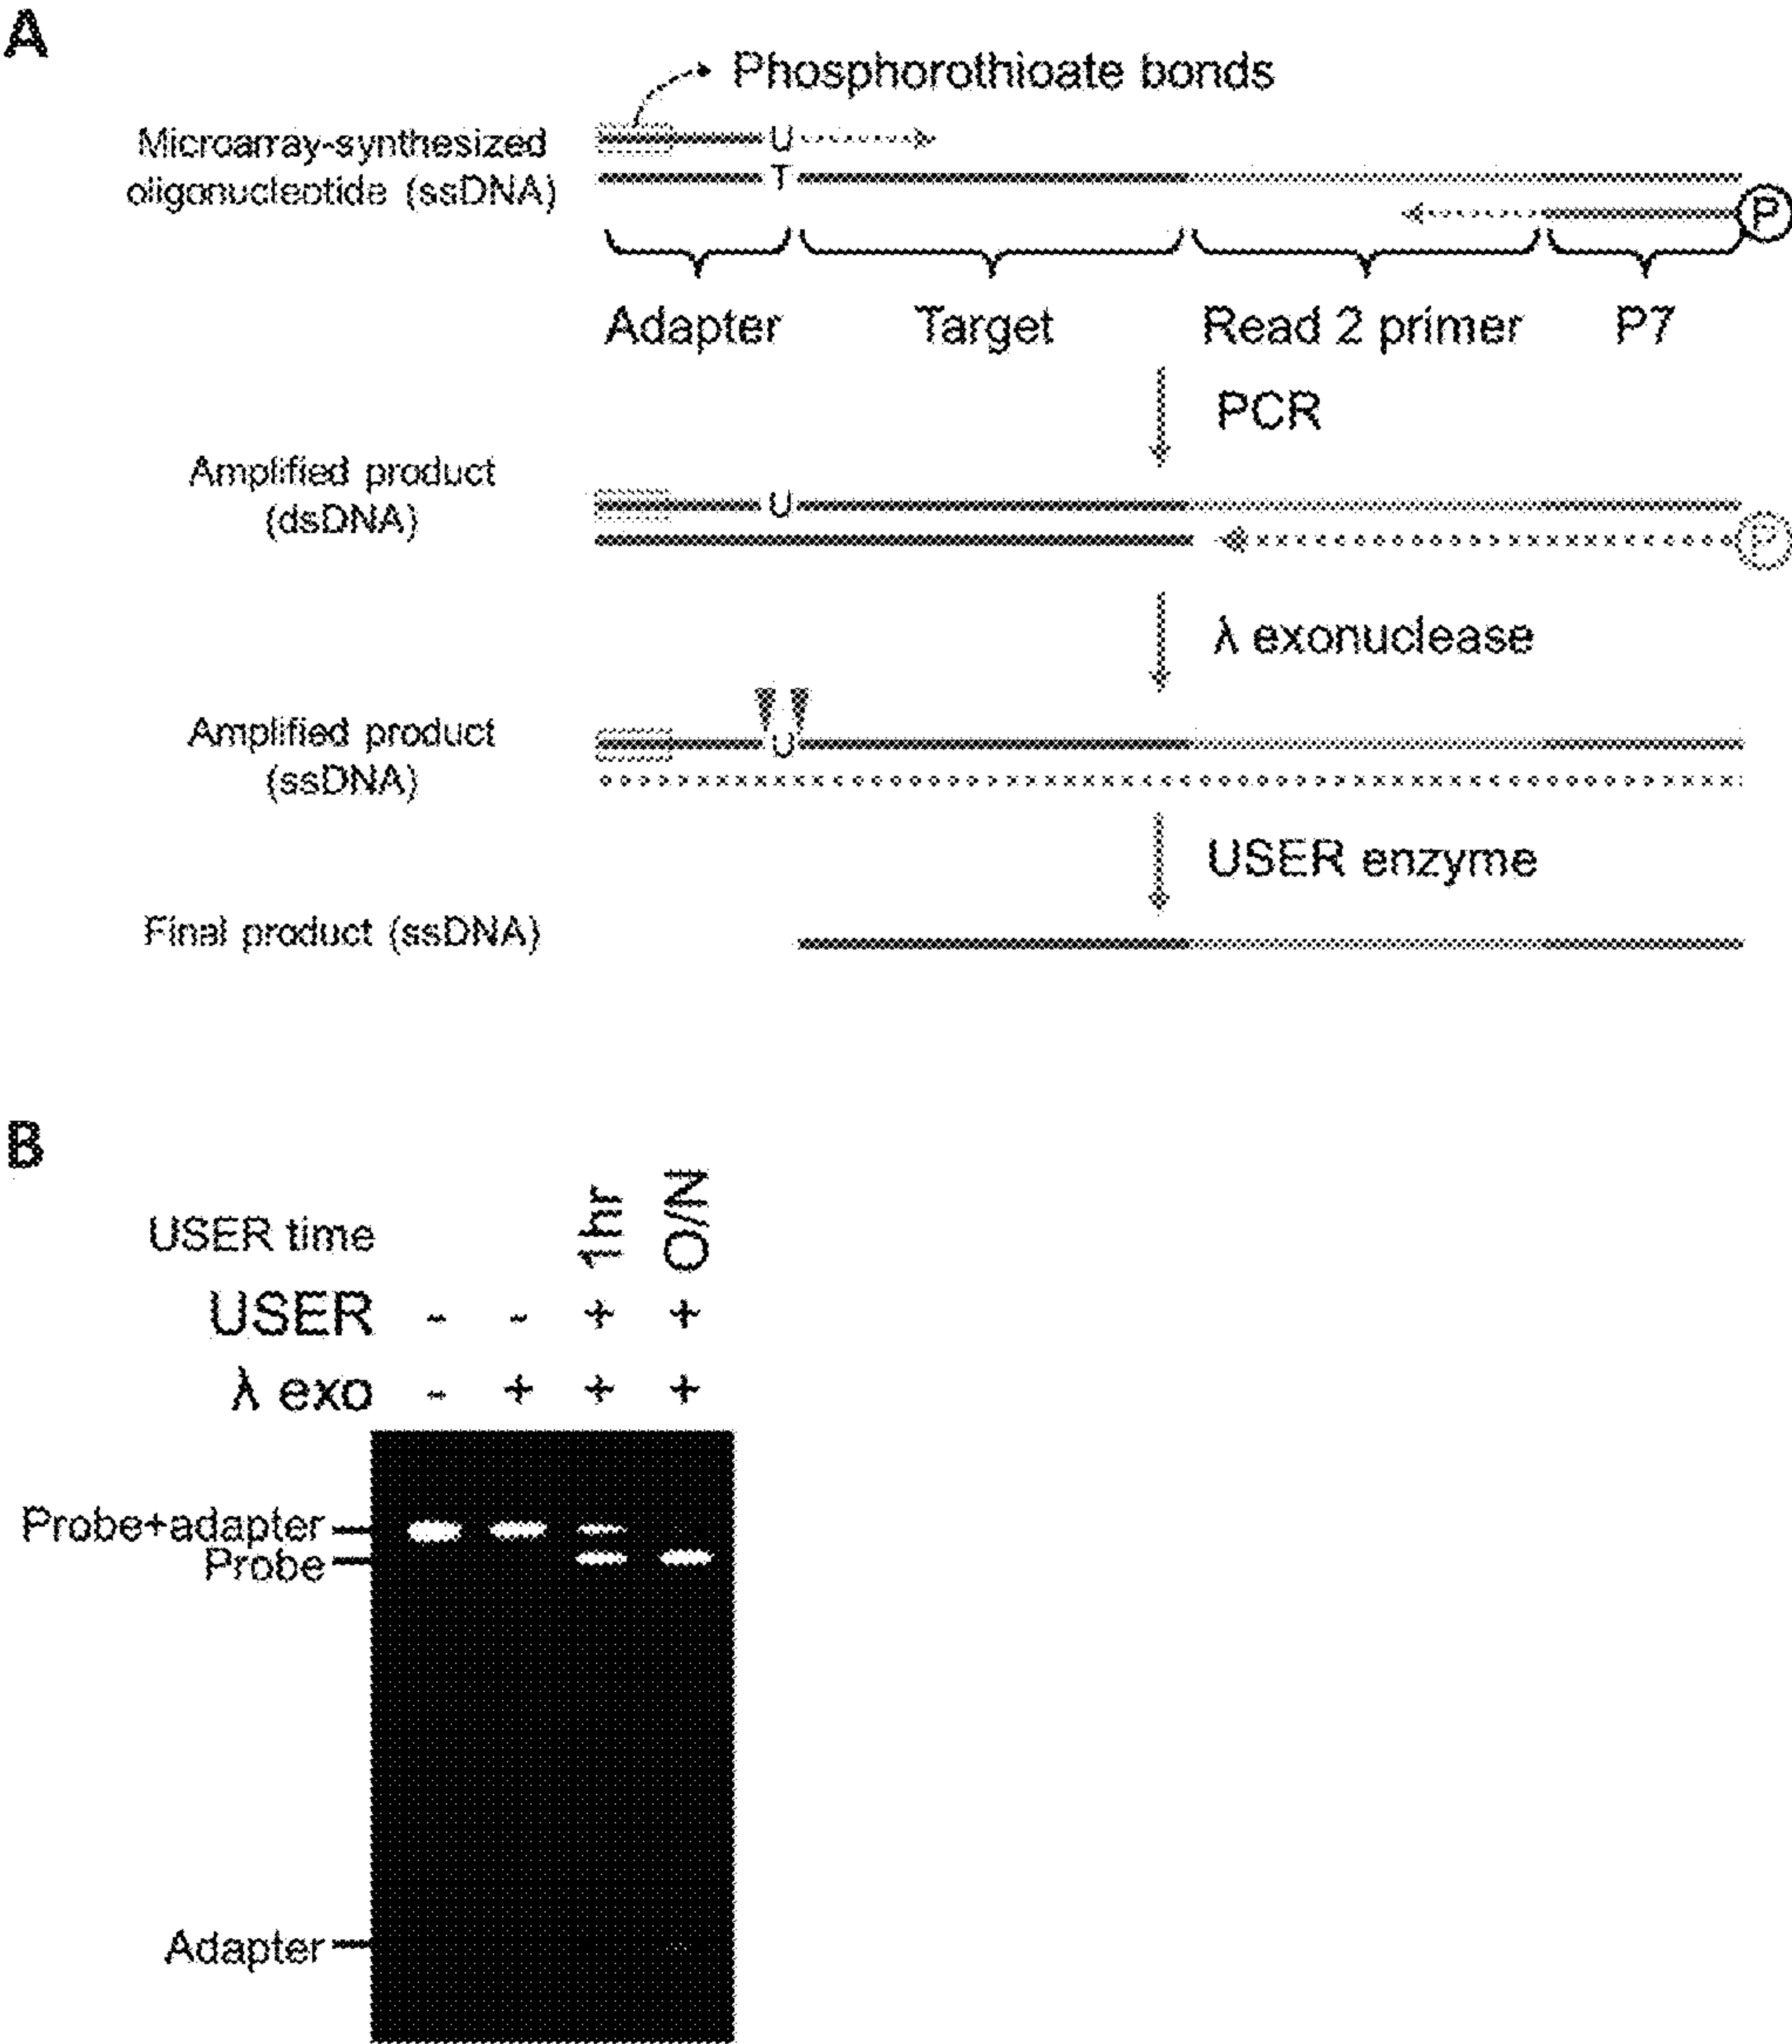 A
Phosphorothioate bonds
Microarray-synthesized
oligonucleotide (ssDNA)
U
T
P
Adapter
Target
Read 2 primer
P7
PCR
Amplified product
(dsDNA)
U
P
λ exonuclease
Amplified product
(ssDNA)
U
USER enzyme
Final product (ssDNA)
B
USER time 1hr O/N
USER - - + +
λ exo - + + +
Probe+adapter
Probe
Adapter